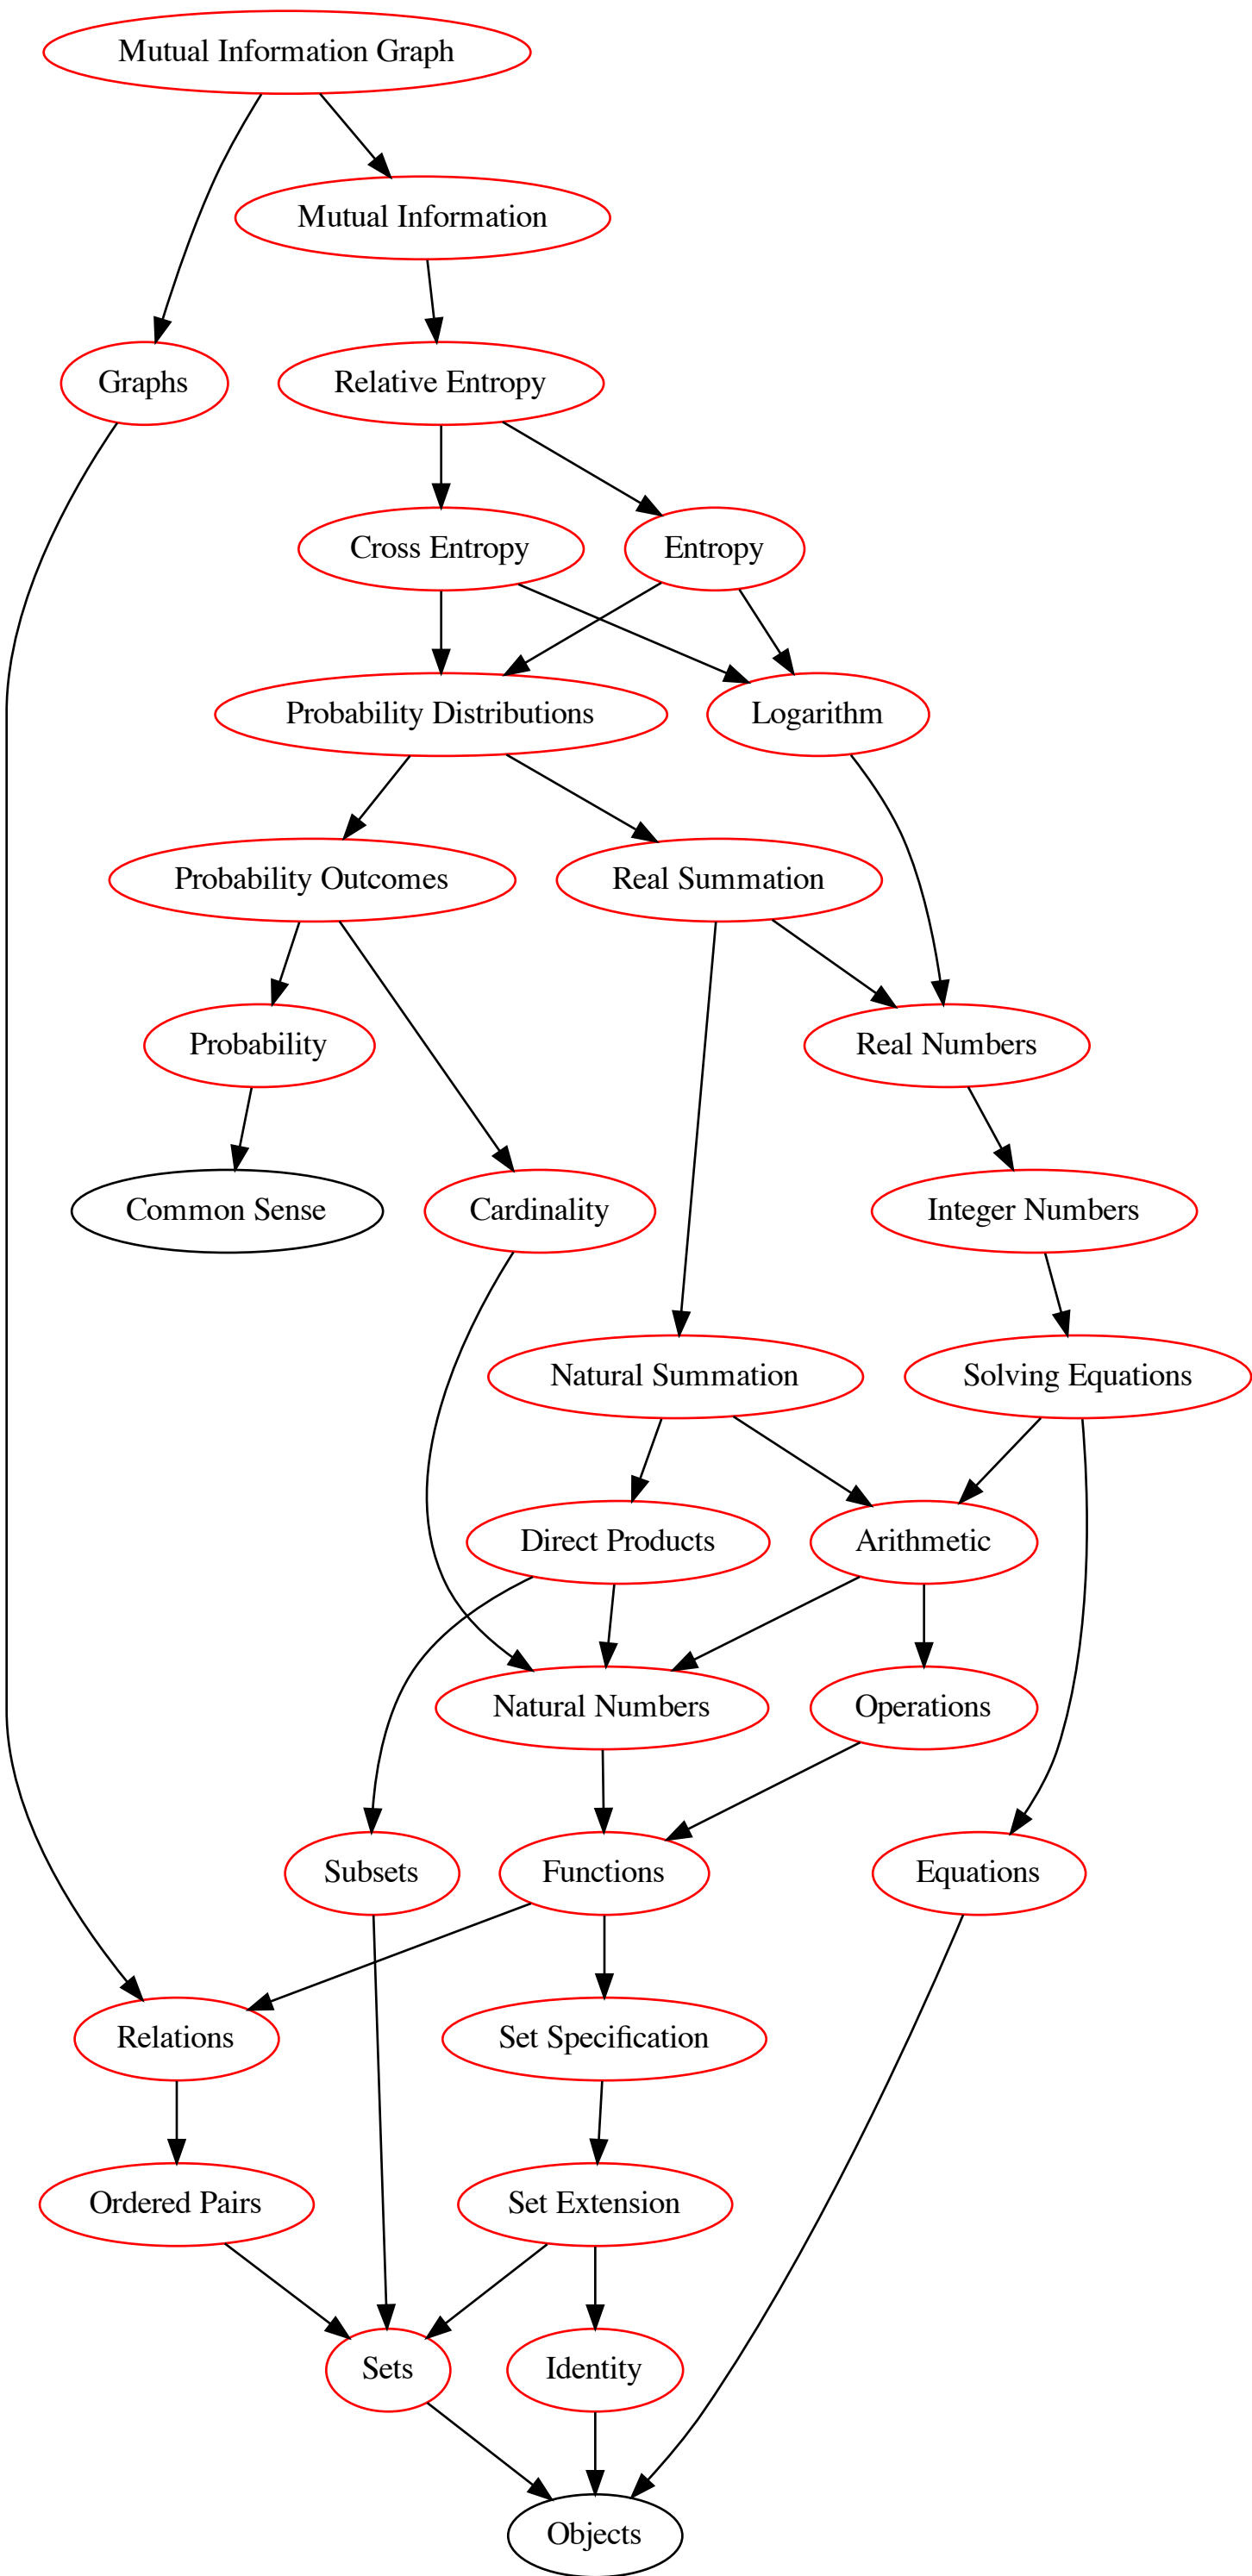 Mutual Information Graph
Mutual Information
Graphs
Relative Entropy
Cross Entropy
Entropy
Probability Distributions
Logarithm
Probability Outcomes
Real Summation
Probability
Real Numbers
Common Sense
Cardinality
Integer Numbers
Natural Summation
Solving Equations
Direct Products
Arithmetic
Natural Numbers
Operations
Subsets
Functions
Equations
Relations
Set Specification
Ordered Pairs
Set Extension
Sets
Identity
Objects